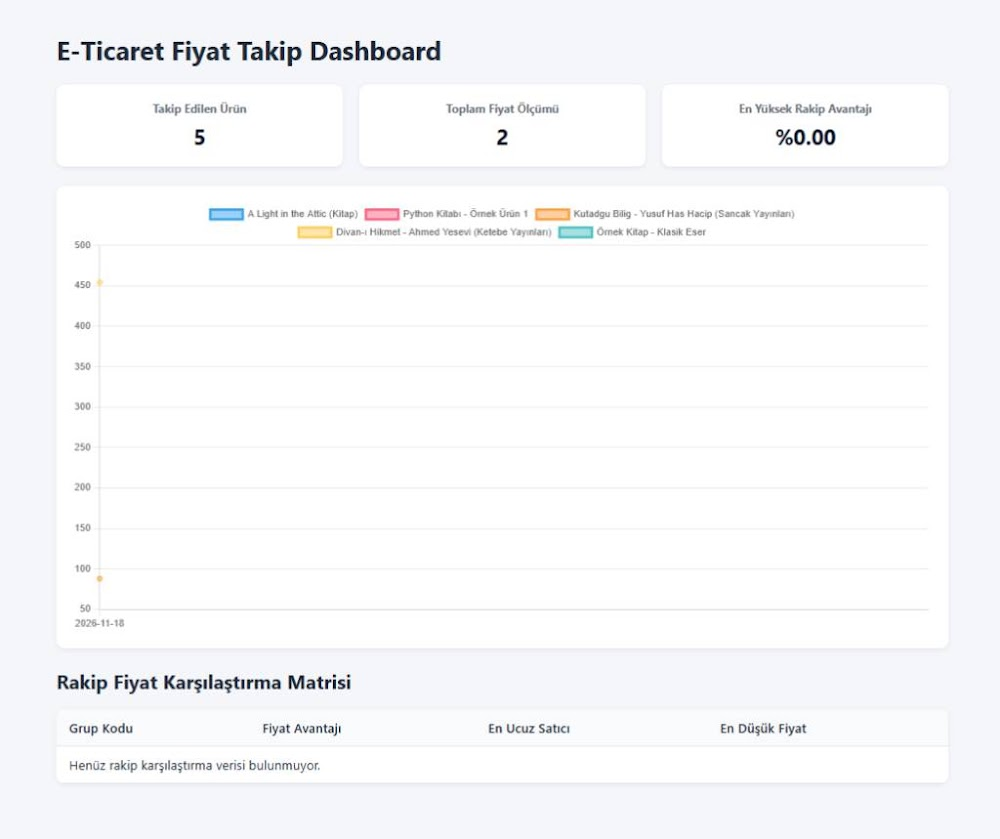 E-Ticaret Fiyat Takip Dashboard
Takip Edilen Ürün
5
Toplam Fiyat Ölçümü
2
En Yüksek Rakip Avantajı
%0.00
A Light in the Attic (Kitap) Python Kitabı - Örnek Ürün 1 Kutadgu Bilig - Yusuf Has Hacip (Sancak Yayınları)
Divan-ı Hikmet - Ahmed Yesevi (Ketebe Yayınları) Örnek Kitap - Klasik Eser
500
450
400
350
300
250
200
150
100
50
2026-11-18
Rakip Fiyat Karşılaştırma Matrisi
Grup Kodu Fiyat Avantajı En Ucuz Satıcı En Düşük Fiyat
Henüz rakip karşılaştırma verisi bulunmuyor.